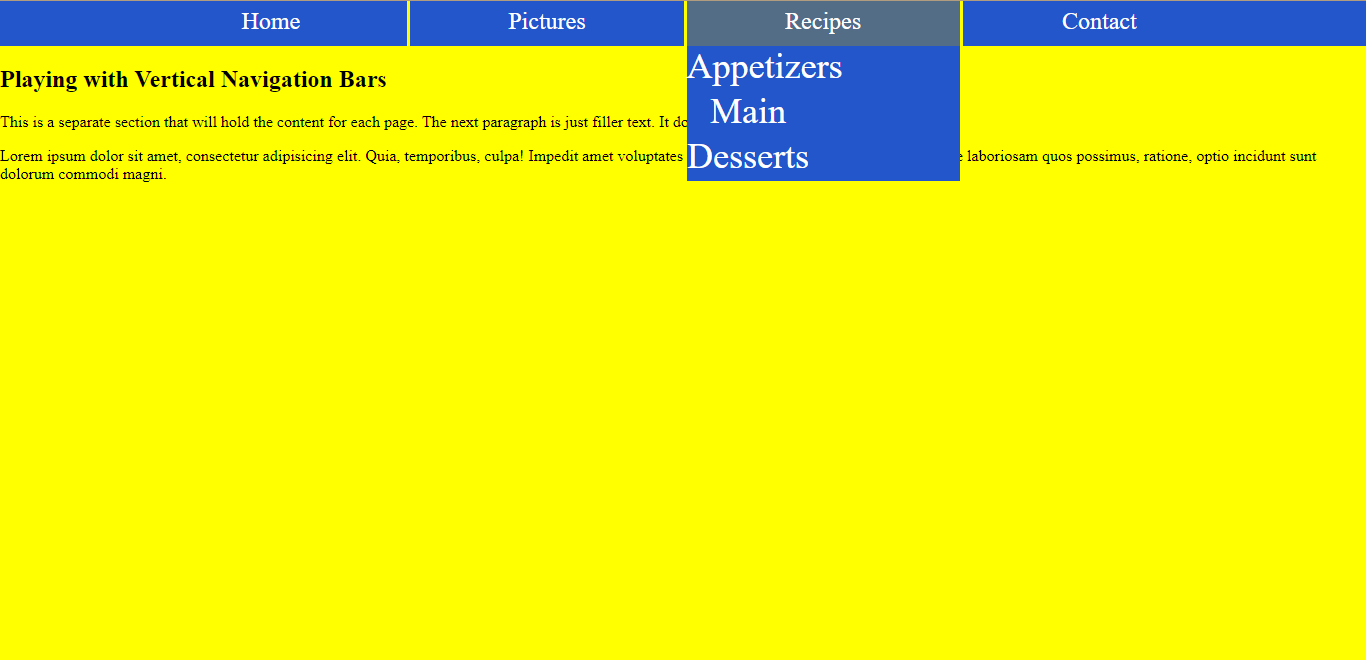 Home Pictures Recipes Contact
Appetizers
Main
Desserts
Playing with Vertical Navigation Bars
This is a separate section that will hold the content for each page. The next paragraph is just filler text. It
Lorem ipsum dolor sit amet, consectetur adipisicing elit. Quia, temporibus, culpa! Impedit amet voluptates laboriosam quos possimus, ratione, optio incidunt sunt
dolorum commodi magni.